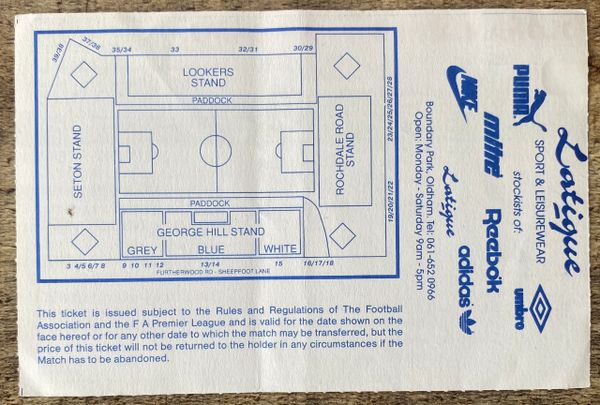 39/38
37/36
35/34
33
32/31
30/29
LOOKERS
STAND
PADDOCK
SETON STAND
ROCHDALE ROAD
STAND
23/24/25/26/27/28
19/20/21/22
PADDOCK
GEORGE HILL STAND
GREY
BLUE
WHITE
3 4/5 6/7 8
9 10 11 12
13/14
15
16/17/18
FURTHERWOOD RD - SHEEPFOOT LANE
This ticket is issued subject to the Rules and Regulations of The Football
Association and the F A Premier League and is valid for the date shown on
the face hereof or for any other date to which the match may be transferred, but the
price of this ticket will not be returned to the holder in any circumstances if the
Match has to be abandoned.
Latique
SPORT & LEISUREWEAR
stockists of:
PUMA
umbro
mitre
Reebok
NIKE
Latique
adidas
Boundary Park, Oldham. Tel: 061-652 0966
Open: Monday - Saturday 9am - 5pm